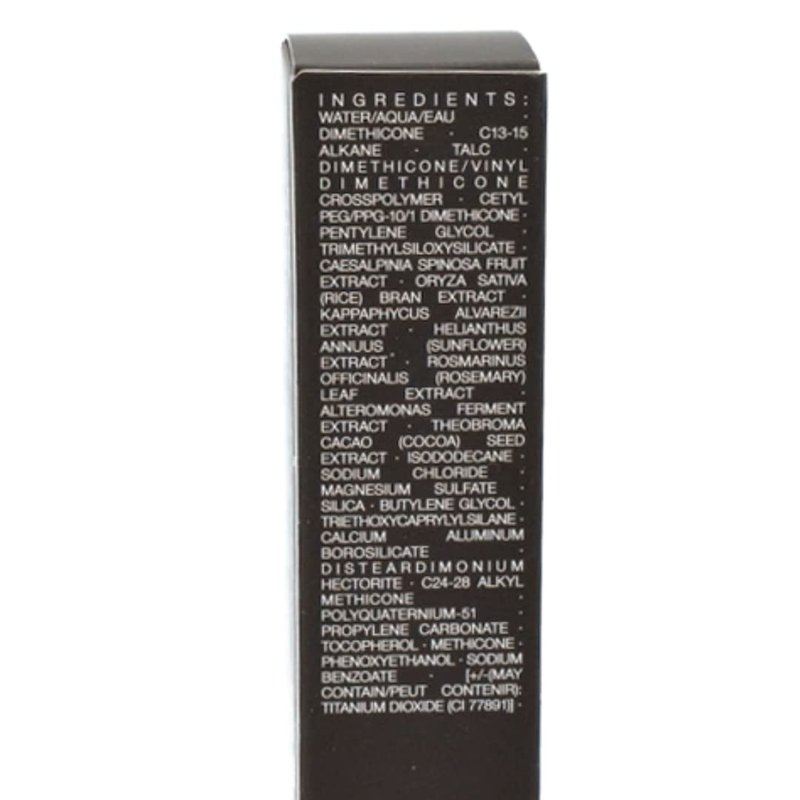 INGREDIENTS:
WATER/AQUA/EAU ·
DIMETHICONE · C13-15
ALKANE · TALC ·
DIMETHICONE/VINYL
DIMETHICONE
CROSSPOLYMER · CETYL
PEG/PPG-10/1 DIMETHICONE ·
PENTYLENE GLYCOL ·
TRIMETHYLSILOXYSILICATE ·
CAESALPINIA SPINOSA FRUIT
EXTRACT · ORYZA SATIVA
(RICE) BRAN EXTRACT ·
KAPPAPHYCUS ALVAREZII
EXTRACT · HELIANTHUS
ANNUUS (SUNFLOWER)
EXTRACT · ROSMARINUS
OFFICINALIS (ROSEMARY)
LEAF EXTRACT ·
ALTEROMONAS FERMENT
EXTRACT · THEOBROMA
CACAO (COCOA) SEED
EXTRACT · ISODODECANE ·
SODIUM CHLORIDE ·
MAGNESIUM SULFATE ·
SILICA · BUTYLENE GLYCOL ·
TRIETHOXYCAPRYLYLSILANE ·
CALCIUM ALUMINUM
BOROSILICATE ·
DISTEARDIMONIUM
HECTORITE · C24-28 ALKYL
METHICONE ·
POLYQUATERNIUM-51 ·
PROPYLENE CARBONATE ·
TOCOPHEROL · METHICONE ·
PHENOXYETHANOL · SODIUM
BENZOATE · [+/-(MAY
CONTAIN/PEUT CONTENIR):
TITANIUM DIOXIDE (CI 77891)] ·